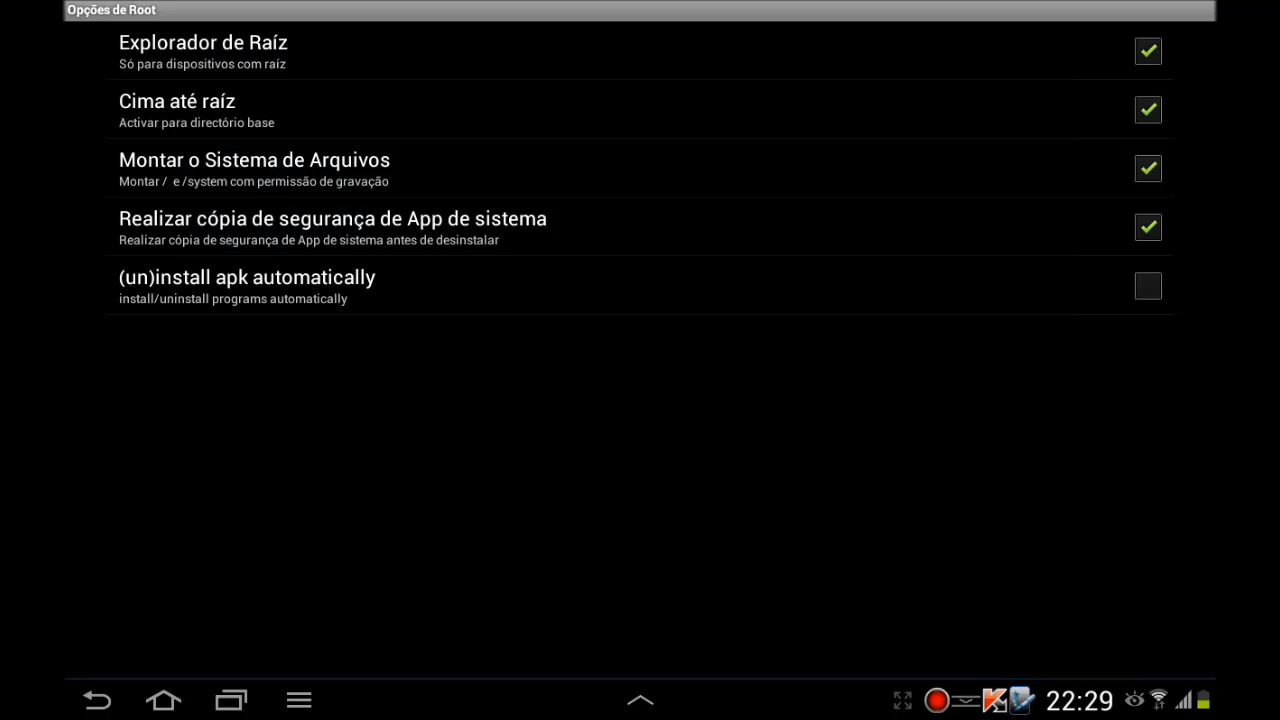 Opções de Root
Explorador de Raíz
Só para dispositivos com raíz
Cima até raíz
Activar para directório base
Montar o Sistema de Arquivos
Montar / e /system com permissão de gravação
Realizar cópia de segurança de App de sistema
Realizar cópia de segurança de App de sistema antes de desinstalar
(un)install apk automatically
install/uninstall programs automatically
22:29